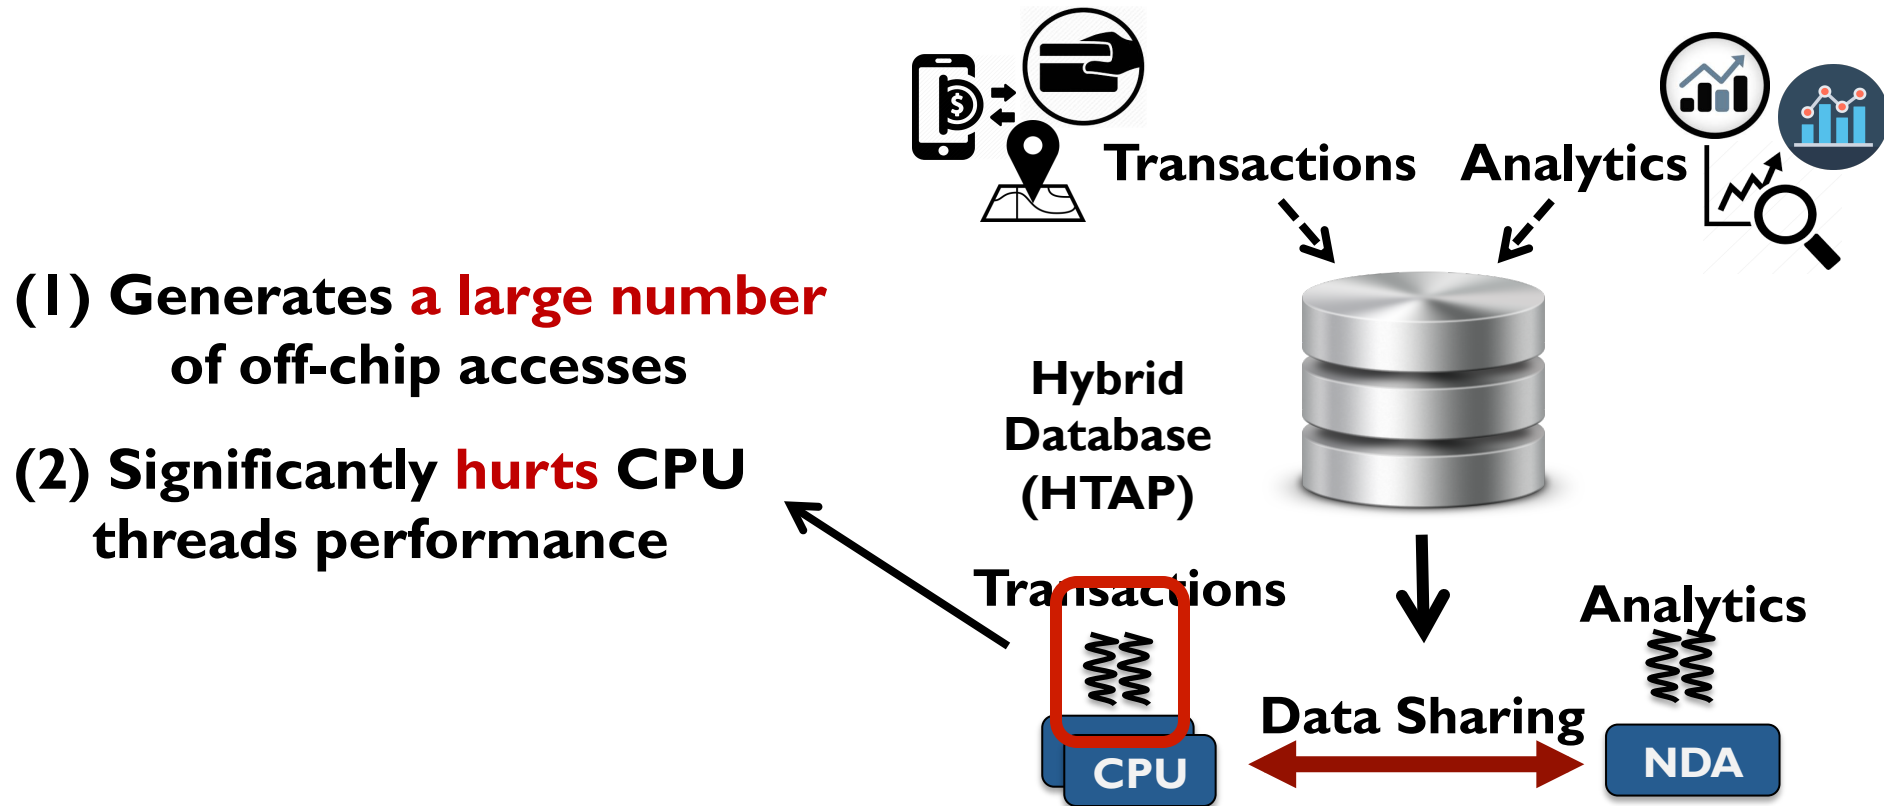 Transactions Analytics
(1) Generates a large number
of off-chip accesses
(2) Significantly hurts CPU
threads performance
Hybrid
Database
(HTAP)
Transactions
Analytics
Data Sharing
CPU
NDA
$